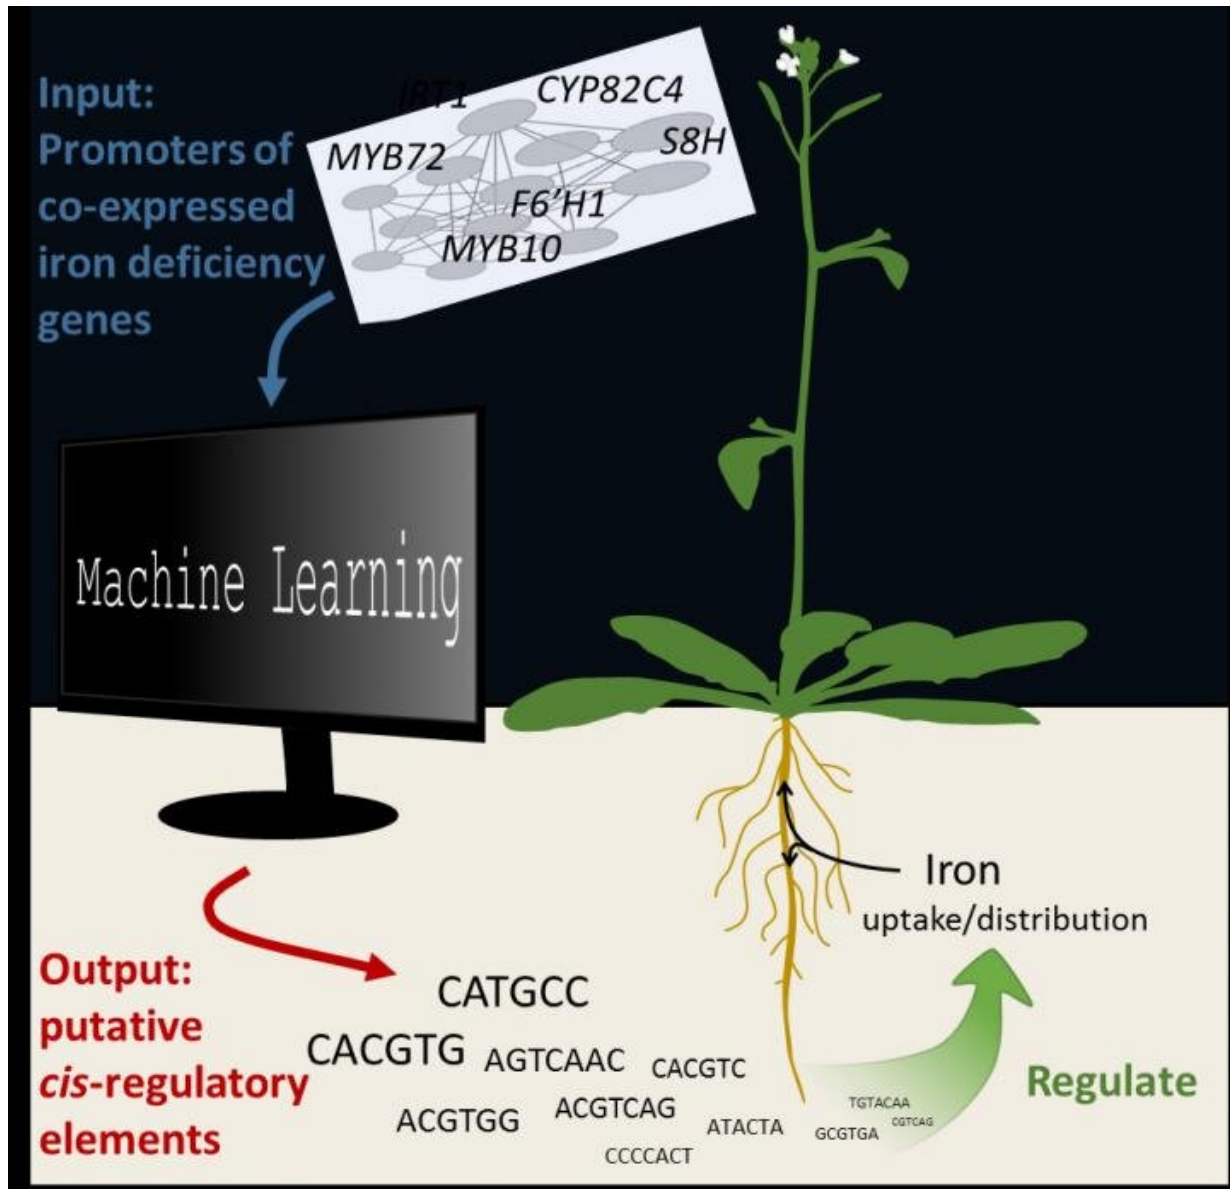 Input:
Promoters of
co-expressed
iron deficiency
genes
IRT1
CYP82C4
MYB72
S8H
F6’H1
MYB10
Machine Learning
Iron
uptake/distribution
Output:
putative
cis-regulatory
elements
CATGCC
CACGTG
AGTCAAC
CACGTC
ACGTGG
ACGTCAG
ATACTA
CCCCACT
TGTACAA
CGTCAG
GCGTGA
Regulate